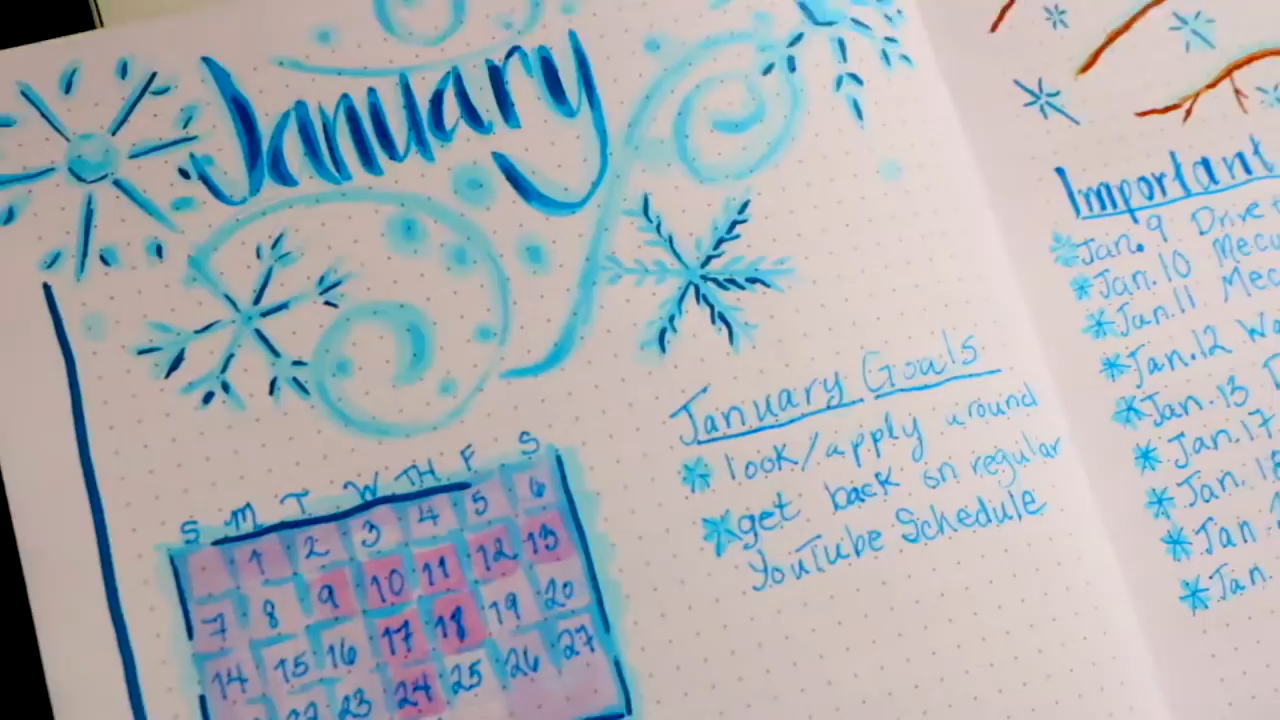 January
January Goals
look/apply around
get back on regular
YouTube Schedule
S M T W TH F S
1 2 3 4 5 6
7 8 9 10 11 12 13
14 15 16 17 18 19 20
22 23 24 25 26 27
Important
Jan. 9 Drive
Jan. 10
Jan. 11
Jan. 12
Jan. 13
Jan. 17
Jan. 18
Jan
Jan.